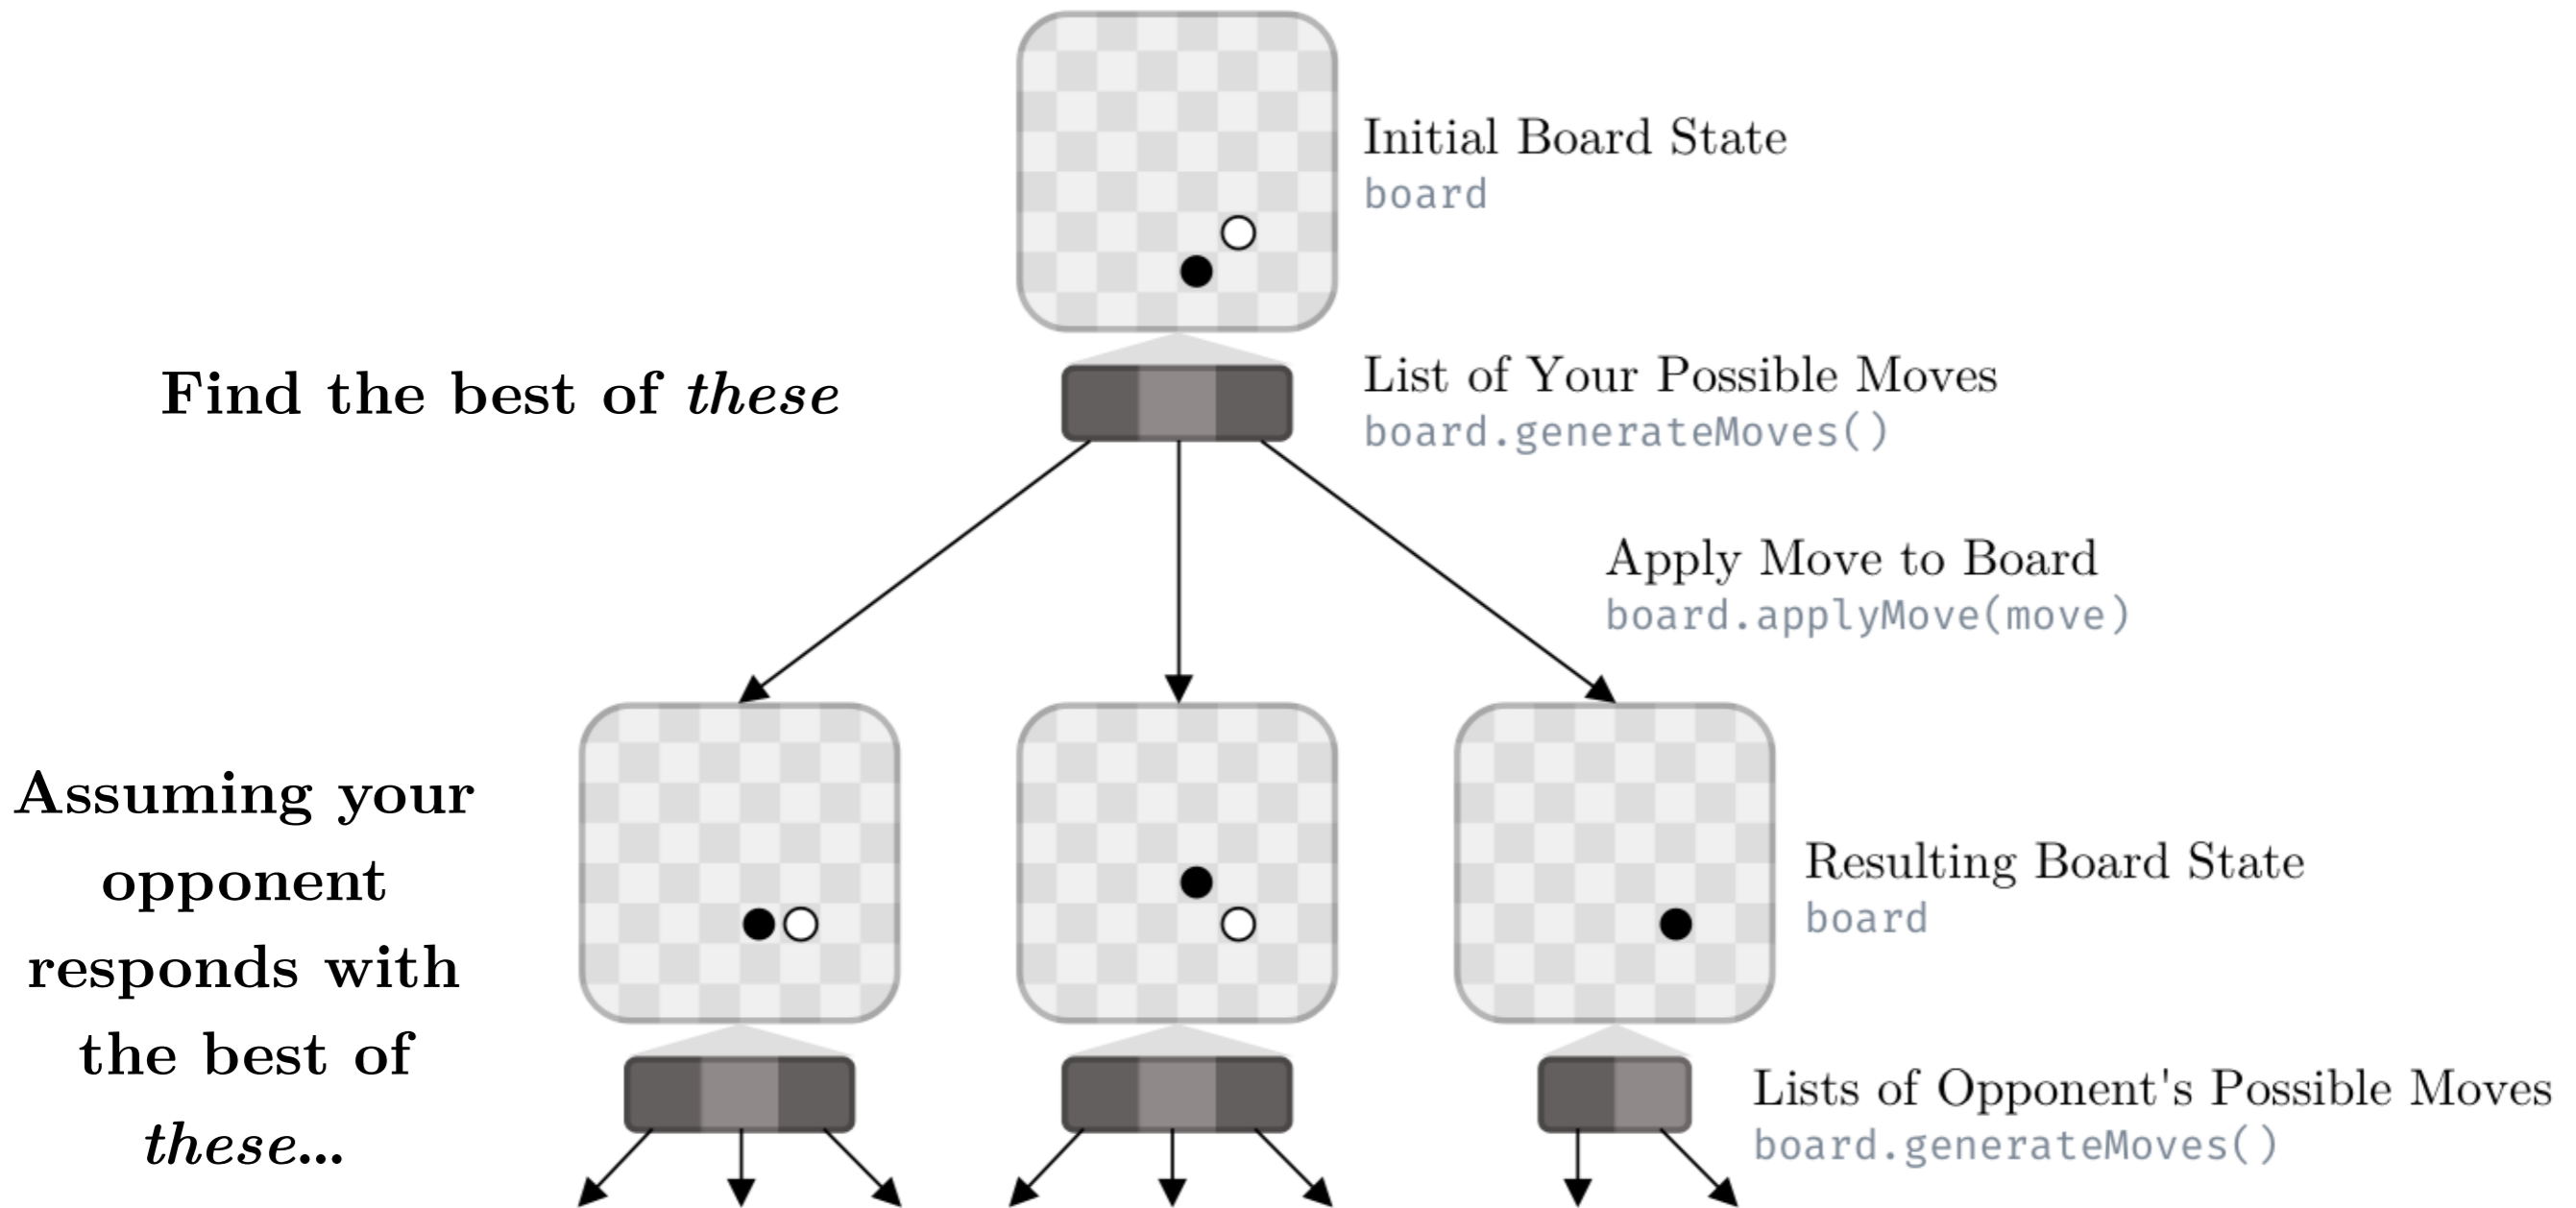 Initial Board State
board
Find the best of these
List of Your Possible Moves
board.generateMoves()
Apply Move to Board
board.applyMove(move)
Assuming your
opponent
responds with
the best of
these...
Resulting Board State
board
Lists of Opponent's Possible Moves
board.generateMoves()